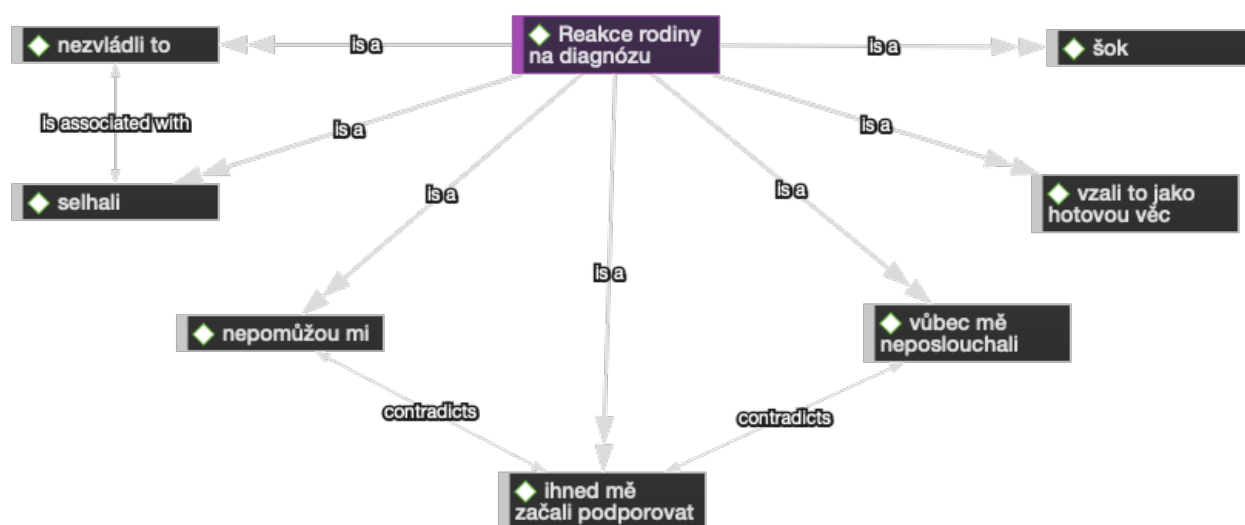 Reakce rodiny
na diagnózu
nezvládli to
is a
is a
šok
is associated with
is a
is a
selhali
is a
is a
vzali to jako
hotovou věc
is a
nepomůžou mi
vůbec mě
neposlouchali
contradicts
contradicts
ihned mě
začali podporovat